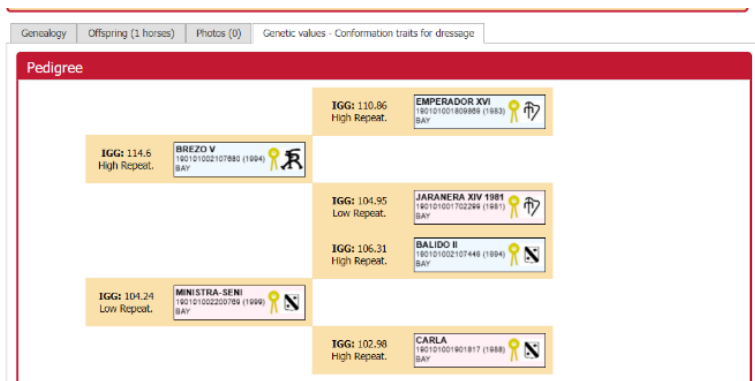 Genealogy
Offspring (1 horses)
Photos (0)
Genetic values - Conformation traits for dressage
Pedigree
IGG: 110.86
High Repeat.
EMPERADOR XVI
190101001809869 (1983)
BAY
IGG: 114.6
High Repeat.
BREZO V
190101002107680 (1994)
BAY
IGG: 104.95
Low Repeat.
JARANERA XIV 1981
190101001702299 (1981)
BAY
IGG: 106.31
High Repeat.
BALIDO II
190101002107448 (1994)
BAY
IGG: 104.24
Low Repeat.
MINISTRA-SENI
190101002200769 (1999)
BAY
IGG: 102.98
High Repeat.
CARLA
190101001901817 (1988)
BAY